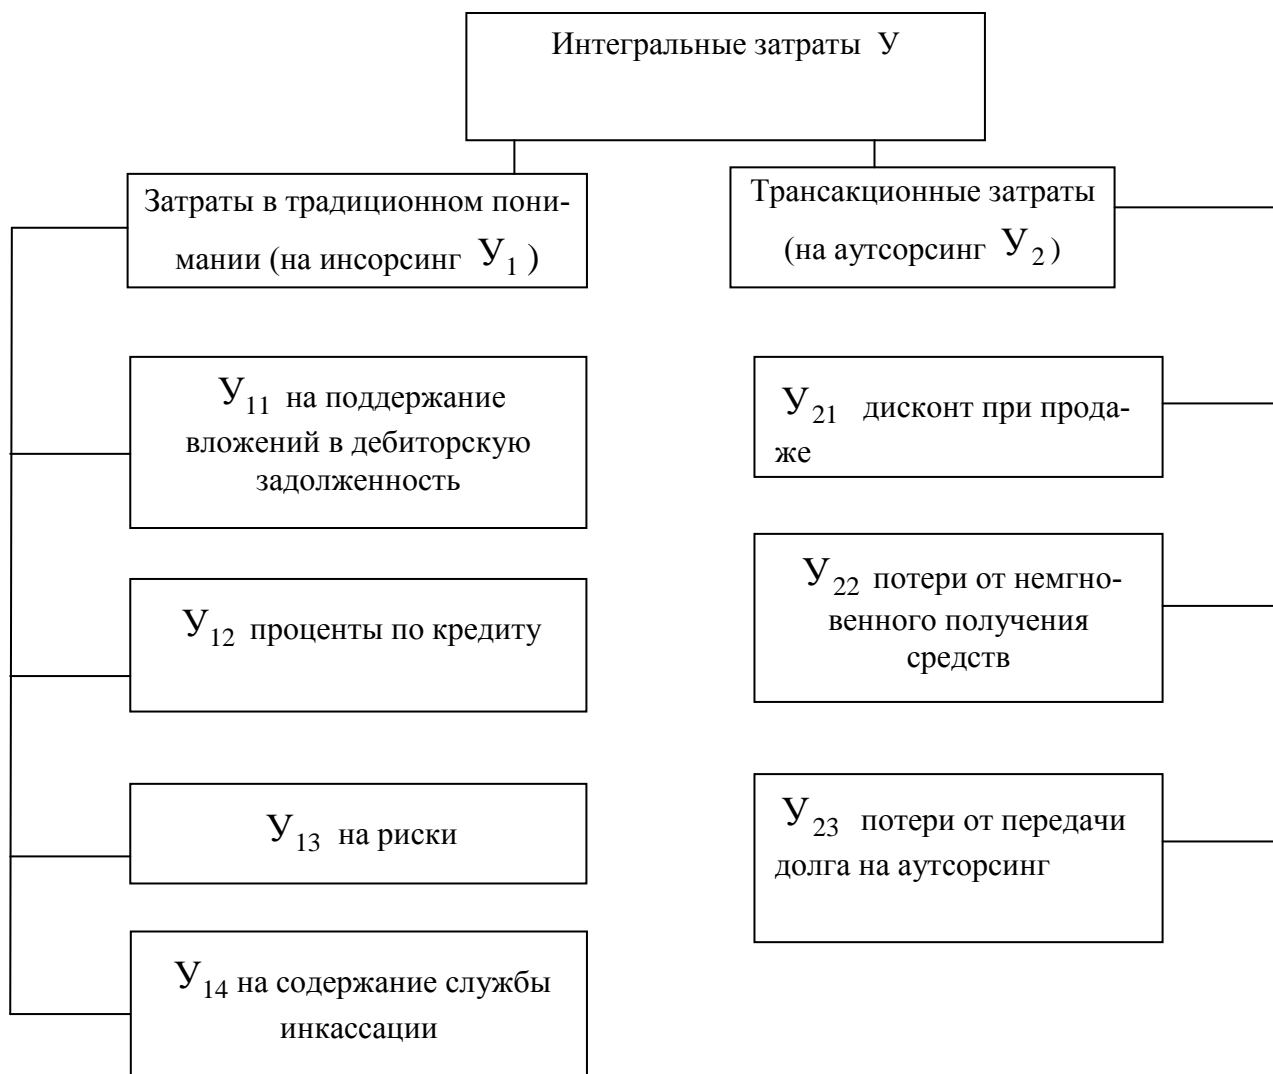 Интегральные затраты У
Затраты в традиционном пони-
мании (на инсорсинг У₁)
Трансакционные затраты
(на аутсорсинг У₂)
У₁₁ на поддержание
вложений в дебиторскую
задолженность
У₁₂ проценты по кредиту
У₁₃ на риски
У₁₄ на содержание службы
инкассации
У₂₁ дисконт при прода-
же
У₂₂ потери от немгно-
венного получения
средств
У₂₃ потери от передачи
долга на аутсорсинг